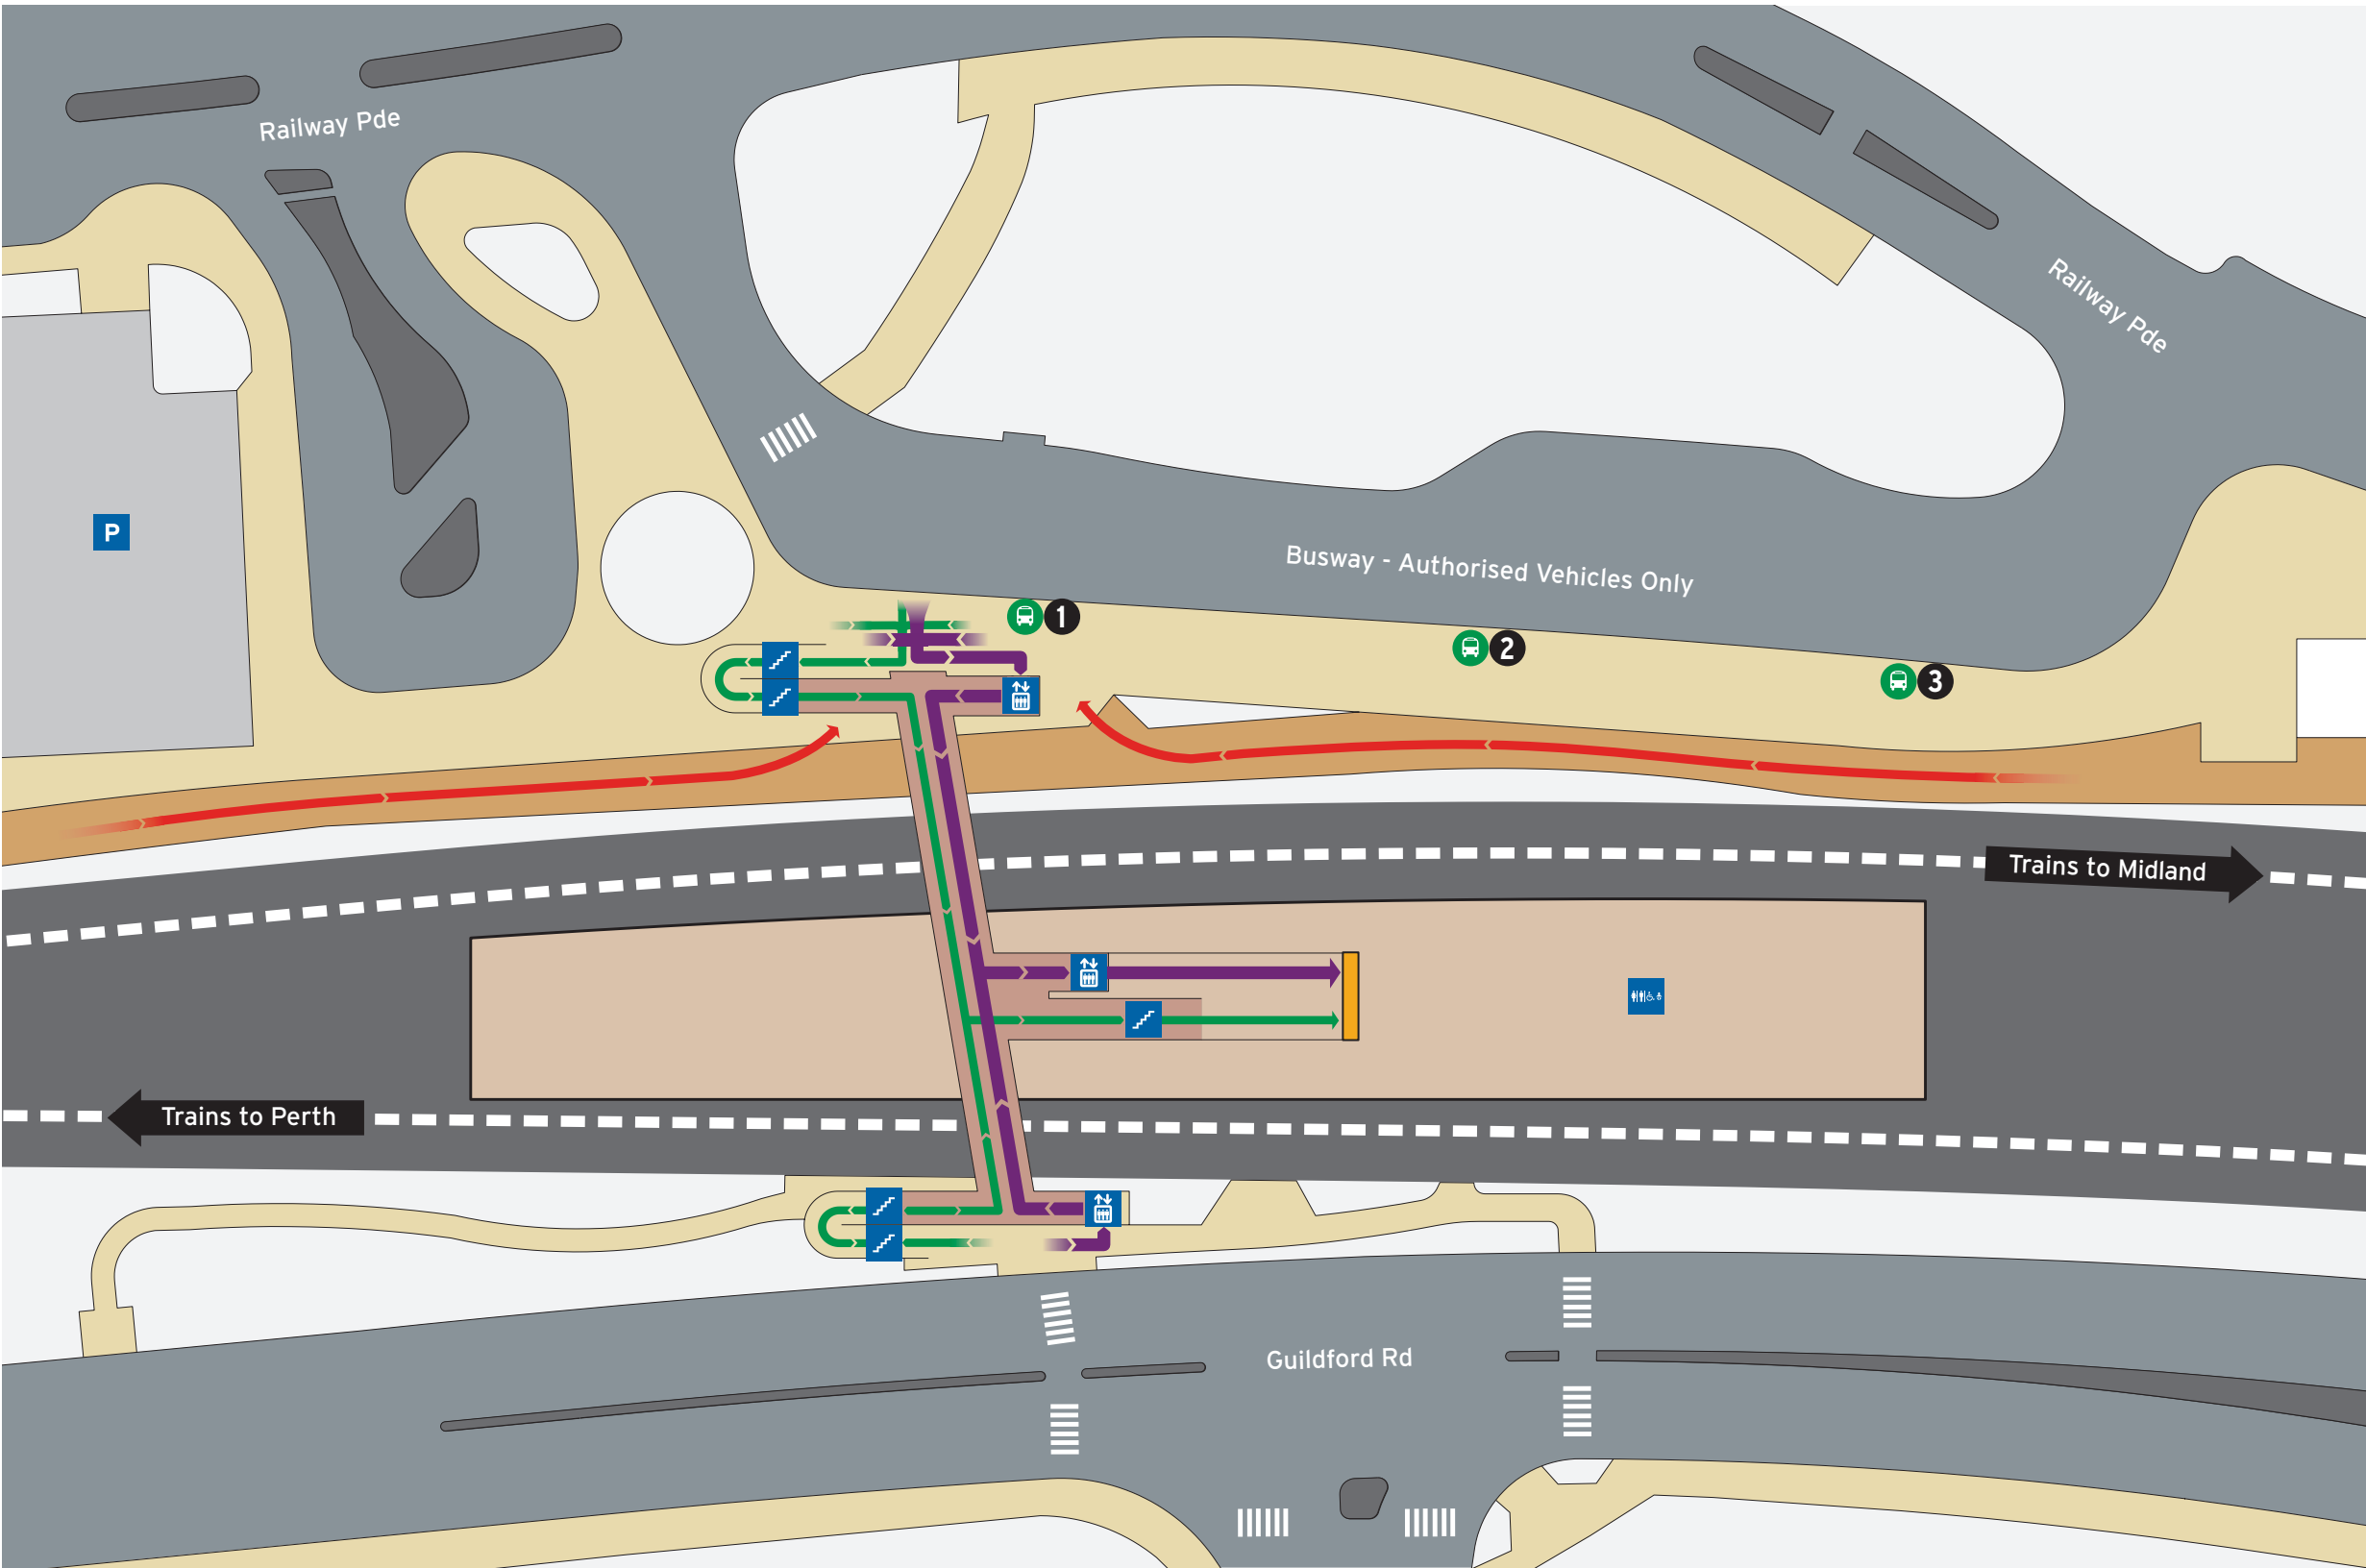 Railway Pde
Railway Pde
P
Busway - Authorised Vehicles Only
1
2
3
Trains to Midland
Trains to Perth
Guildford Rd